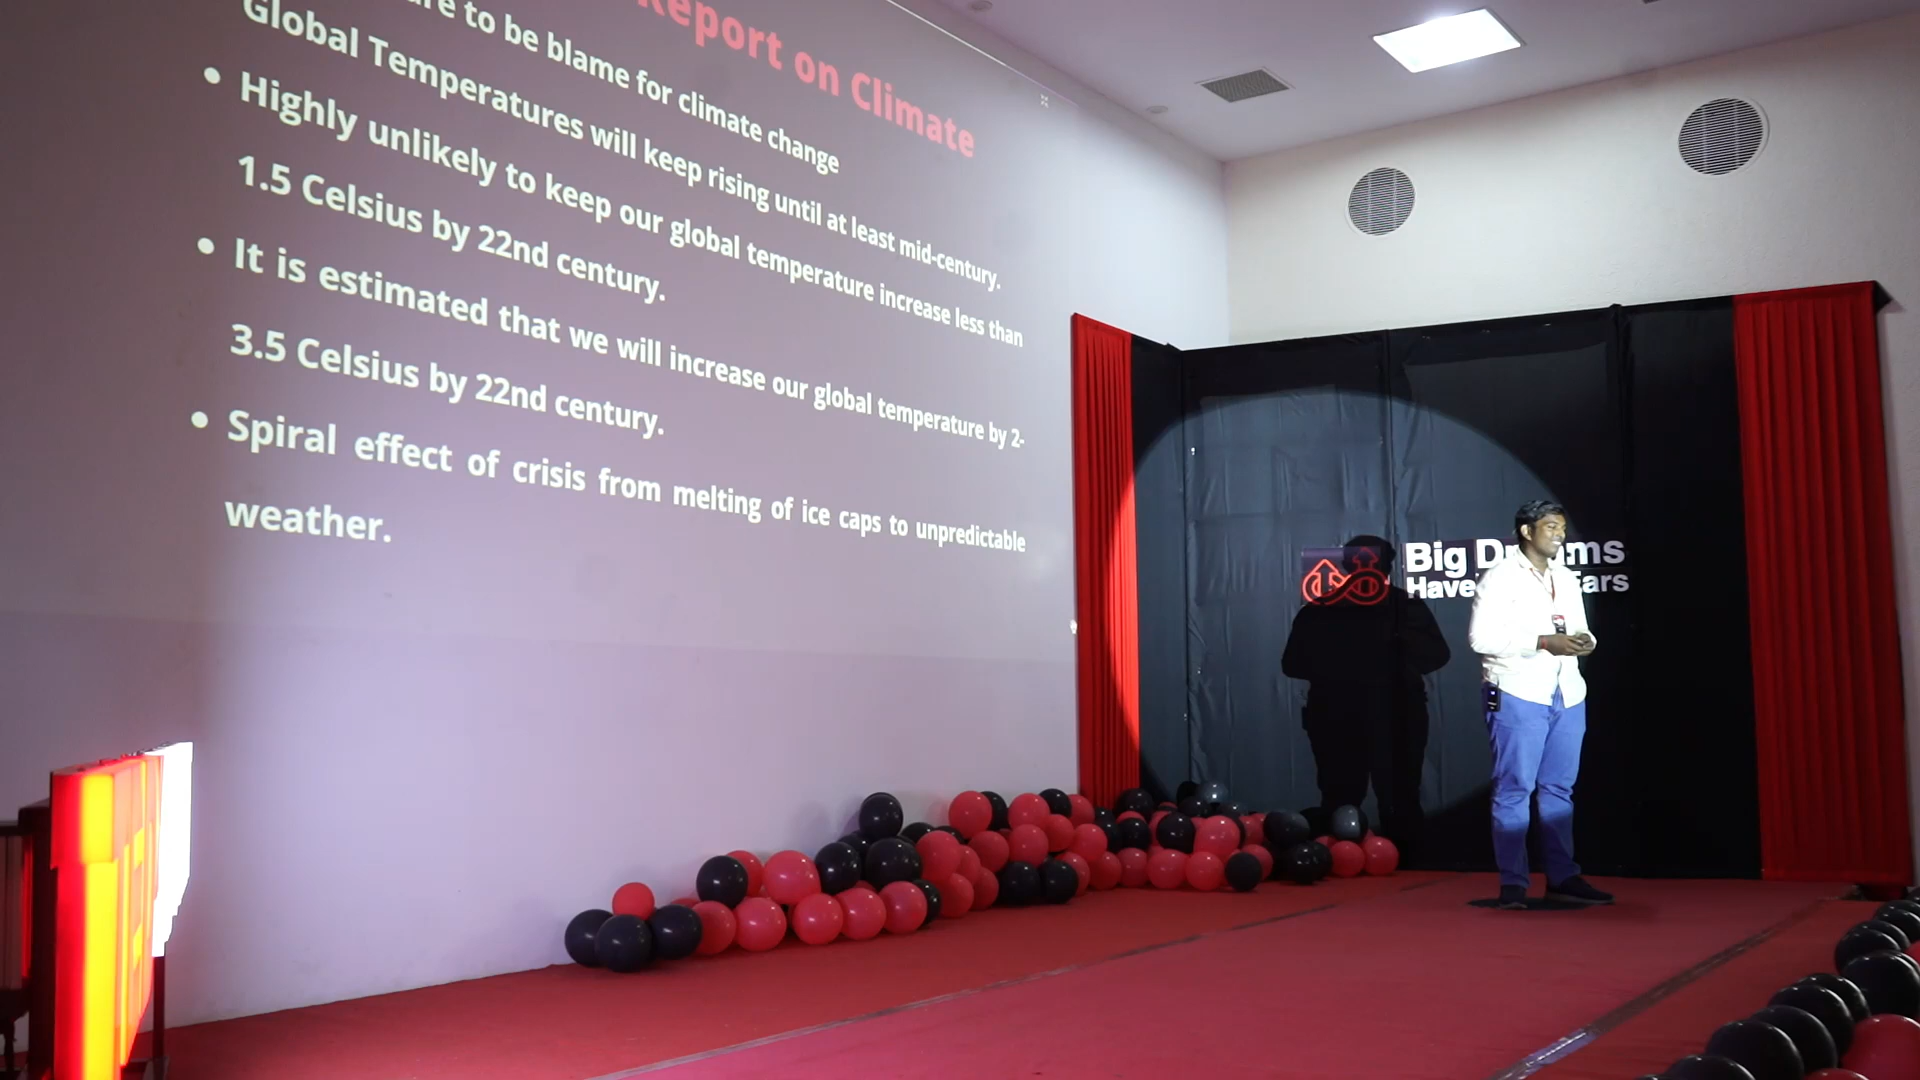 Report on Climate
to be blame for climate change
Global Temperatures will keep rising until at least mid-century.
• Highly unlikely to keep our global temperature increase less than
1.5 Celsius by 22nd century.
• It is estimated that we will increase our global temperature by 2-
3.5 Celsius by 22nd century.
• Spiral effect of crisis from melting of ice caps to unpredictable
weather.
Big
Have